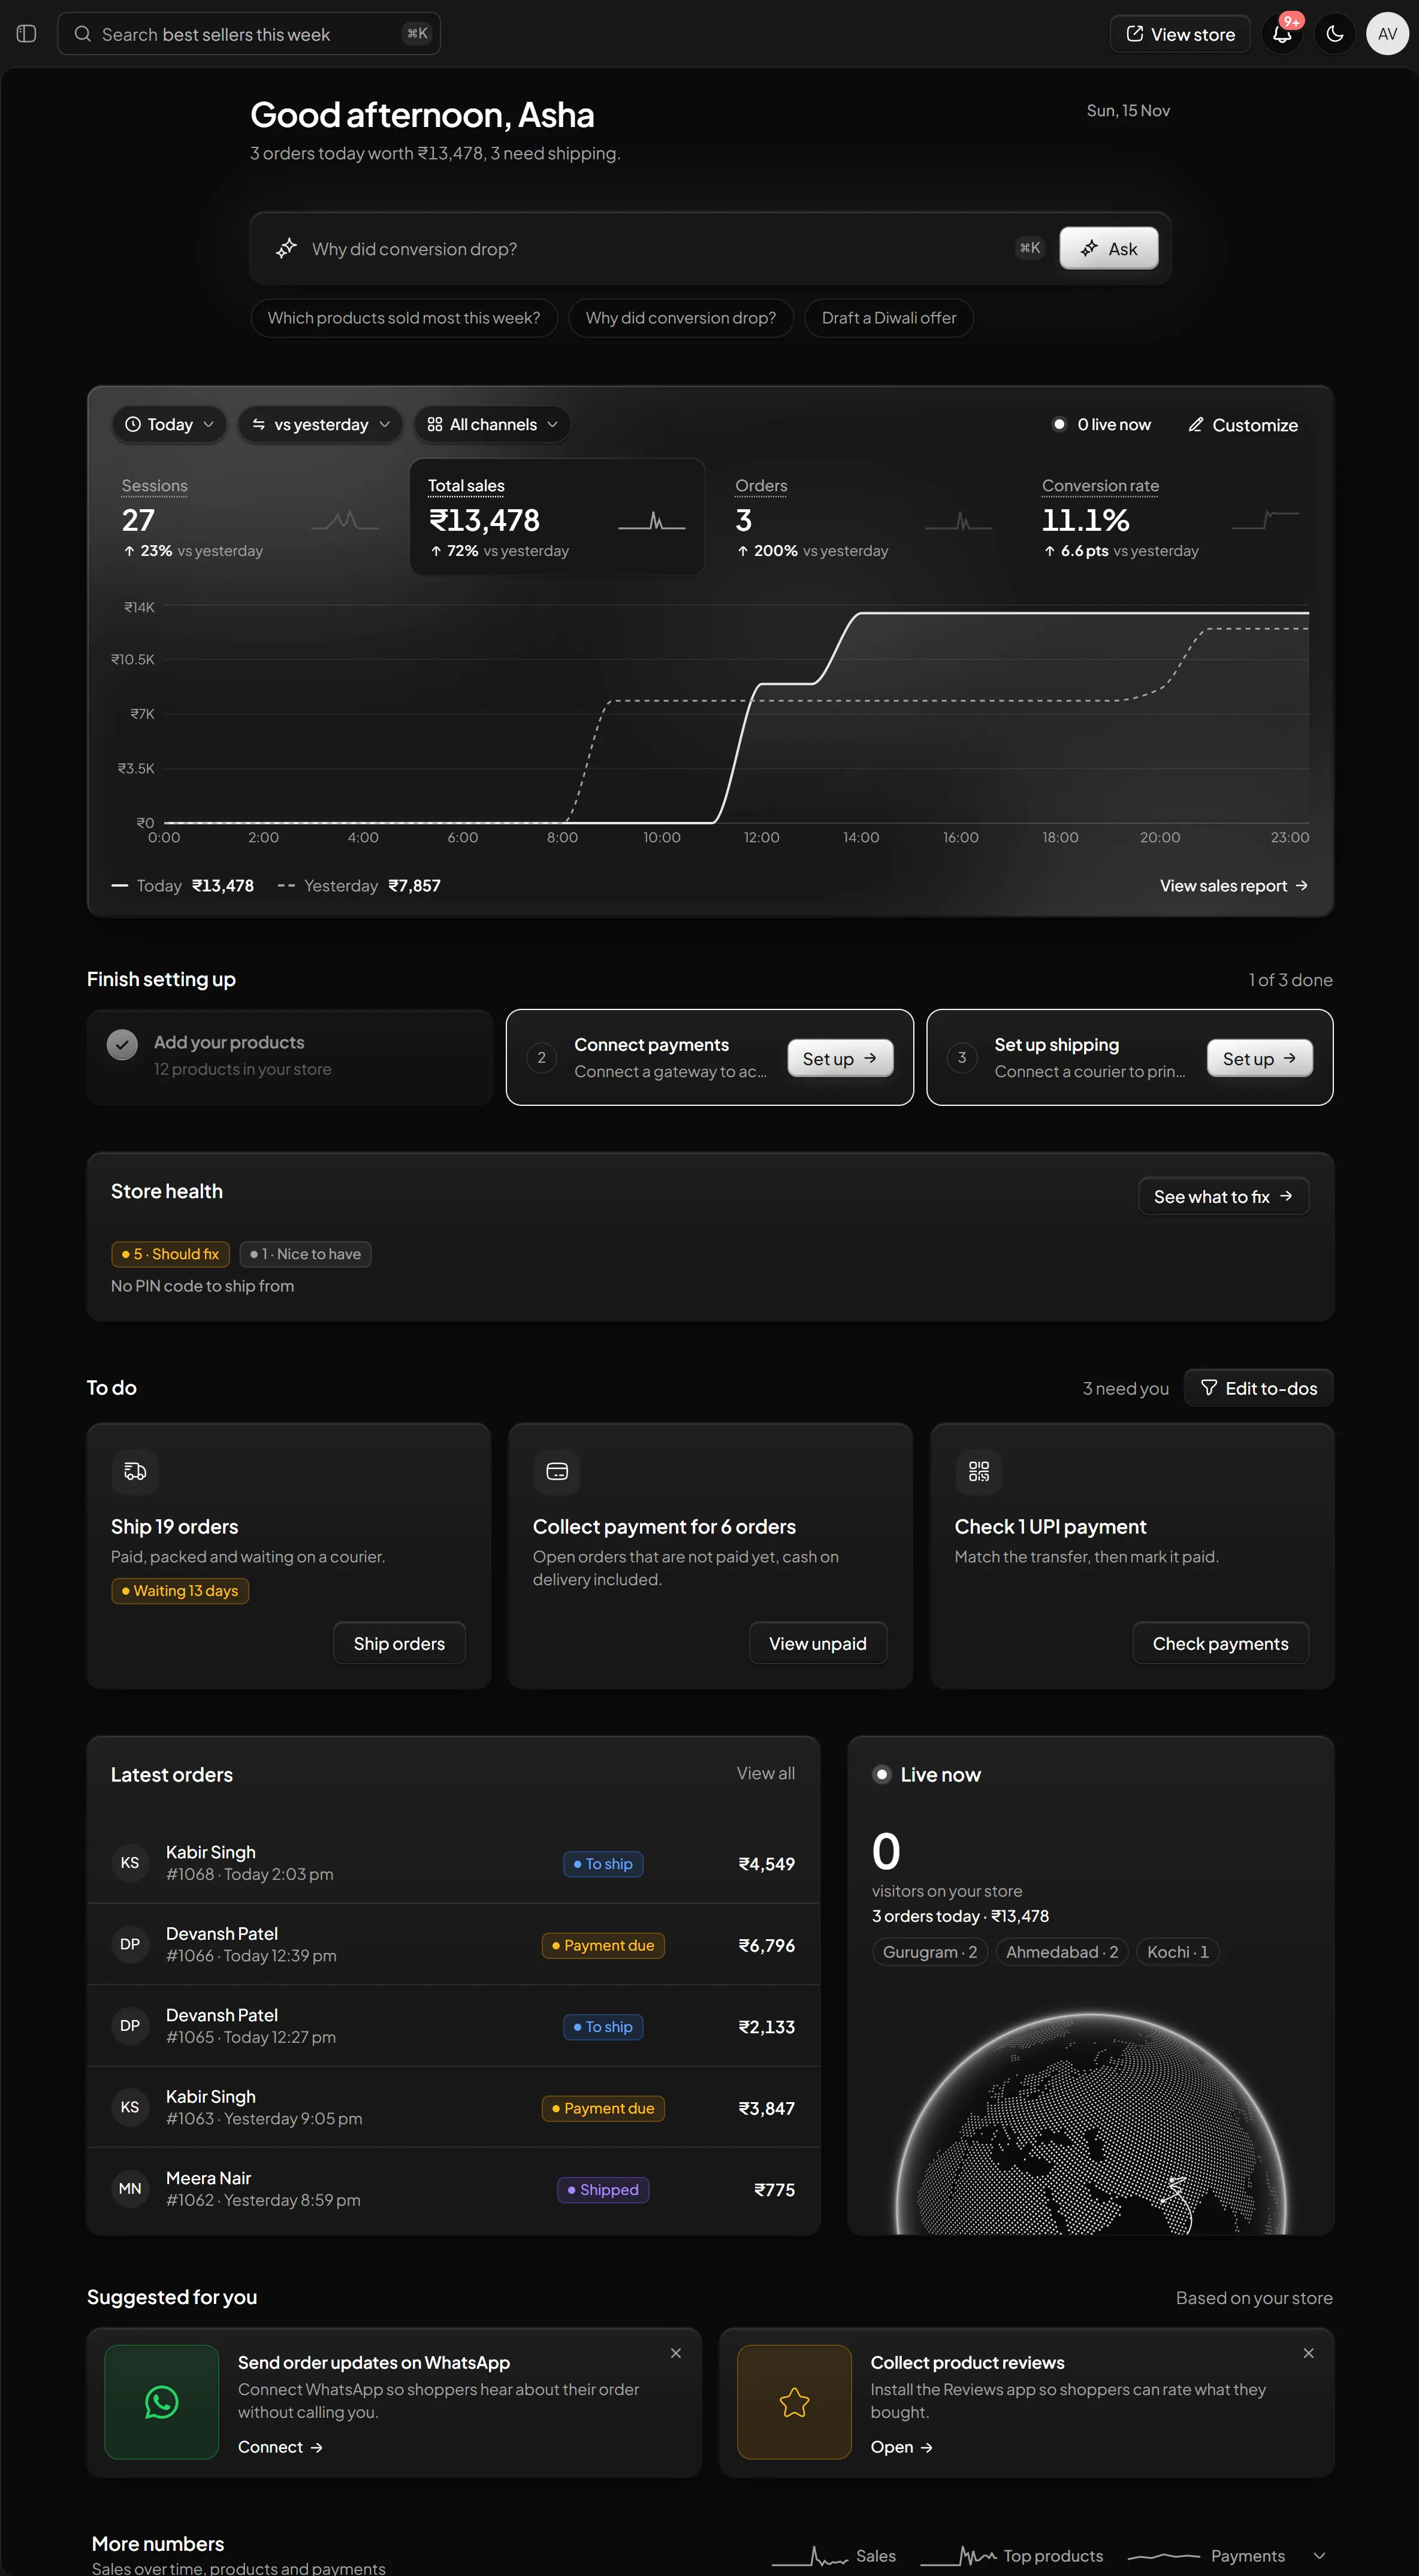 Search best sellers this week
⌘K
View store
9+
AV
Good afternoon, Asha
Sun, 15 Nov
3 orders today worth ₹13,478, 3 need shipping.
Why did conversion drop?
⌘K
Ask
Which products sold most this week?
Why did conversion drop?
Draft a Diwali offer
Today
vs yesterday
All channels
0 live now
Customize
Sessions
27
↑ 23% vs yesterday
Total sales
₹13,478
↑ 72% vs yesterday
Orders
3
↑ 200% vs yesterday
Conversion rate
11.1%
↑ 6.6 pts vs yesterday
₹14K
₹10.5K
₹7K
₹3.5K
₹0
0:00 2:00 4:00 6:00 8:00 10:00 12:00 14:00 16:00 18:00 20:00 23:00
Today ₹13,478
Yesterday ₹7,857
View sales report →
Finish setting up
1 of 3 done
Add your products
12 products in your store
2
Connect payments
Connect a gateway to ac...
Set up →
3
Set up shipping
Connect a courier to prin...
Set up →
Store health
See what to fix →
5 · Should fix
1 · Nice to have
No PIN code to ship from
To do
3 need you
Edit to-dos
Ship 19 orders
Paid, packed and waiting on a courier.
Waiting 13 days
Ship orders
Collect payment for 6 orders
Open orders that are not paid yet, cash on
delivery included.
View unpaid
Check 1 UPI payment
Match the transfer, then mark it paid.
Check payments
Latest orders
View all
KS
Kabir Singh
#1068 · Today 2:03 pm
To ship
₹4,549
DP
Devansh Patel
#1066 · Today 12:39 pm
Payment due
₹6,796
DP
Devansh Patel
#1065 · Today 12:27 pm
To ship
₹2,133
KS
Kabir Singh
#1063 · Yesterday 9:05 pm
Payment due
₹3,847
MN
Meera Nair
#1062 · Yesterday 8:59 pm
Shipped
₹775
Live now
0
visitors on your store
3 orders today · ₹13,478
Gurugram · 2
Ahmedabad · 2
Kochi · 1
Suggested for you
Based on your store
Send order updates on WhatsApp
Connect WhatsApp so shoppers hear about their order
without calling you.
Connect →
Collect product reviews
Install the Reviews app so shoppers can rate what they
bought.
Open →
More numbers
Sales over time, products and payments
Sales
Top products
Payments